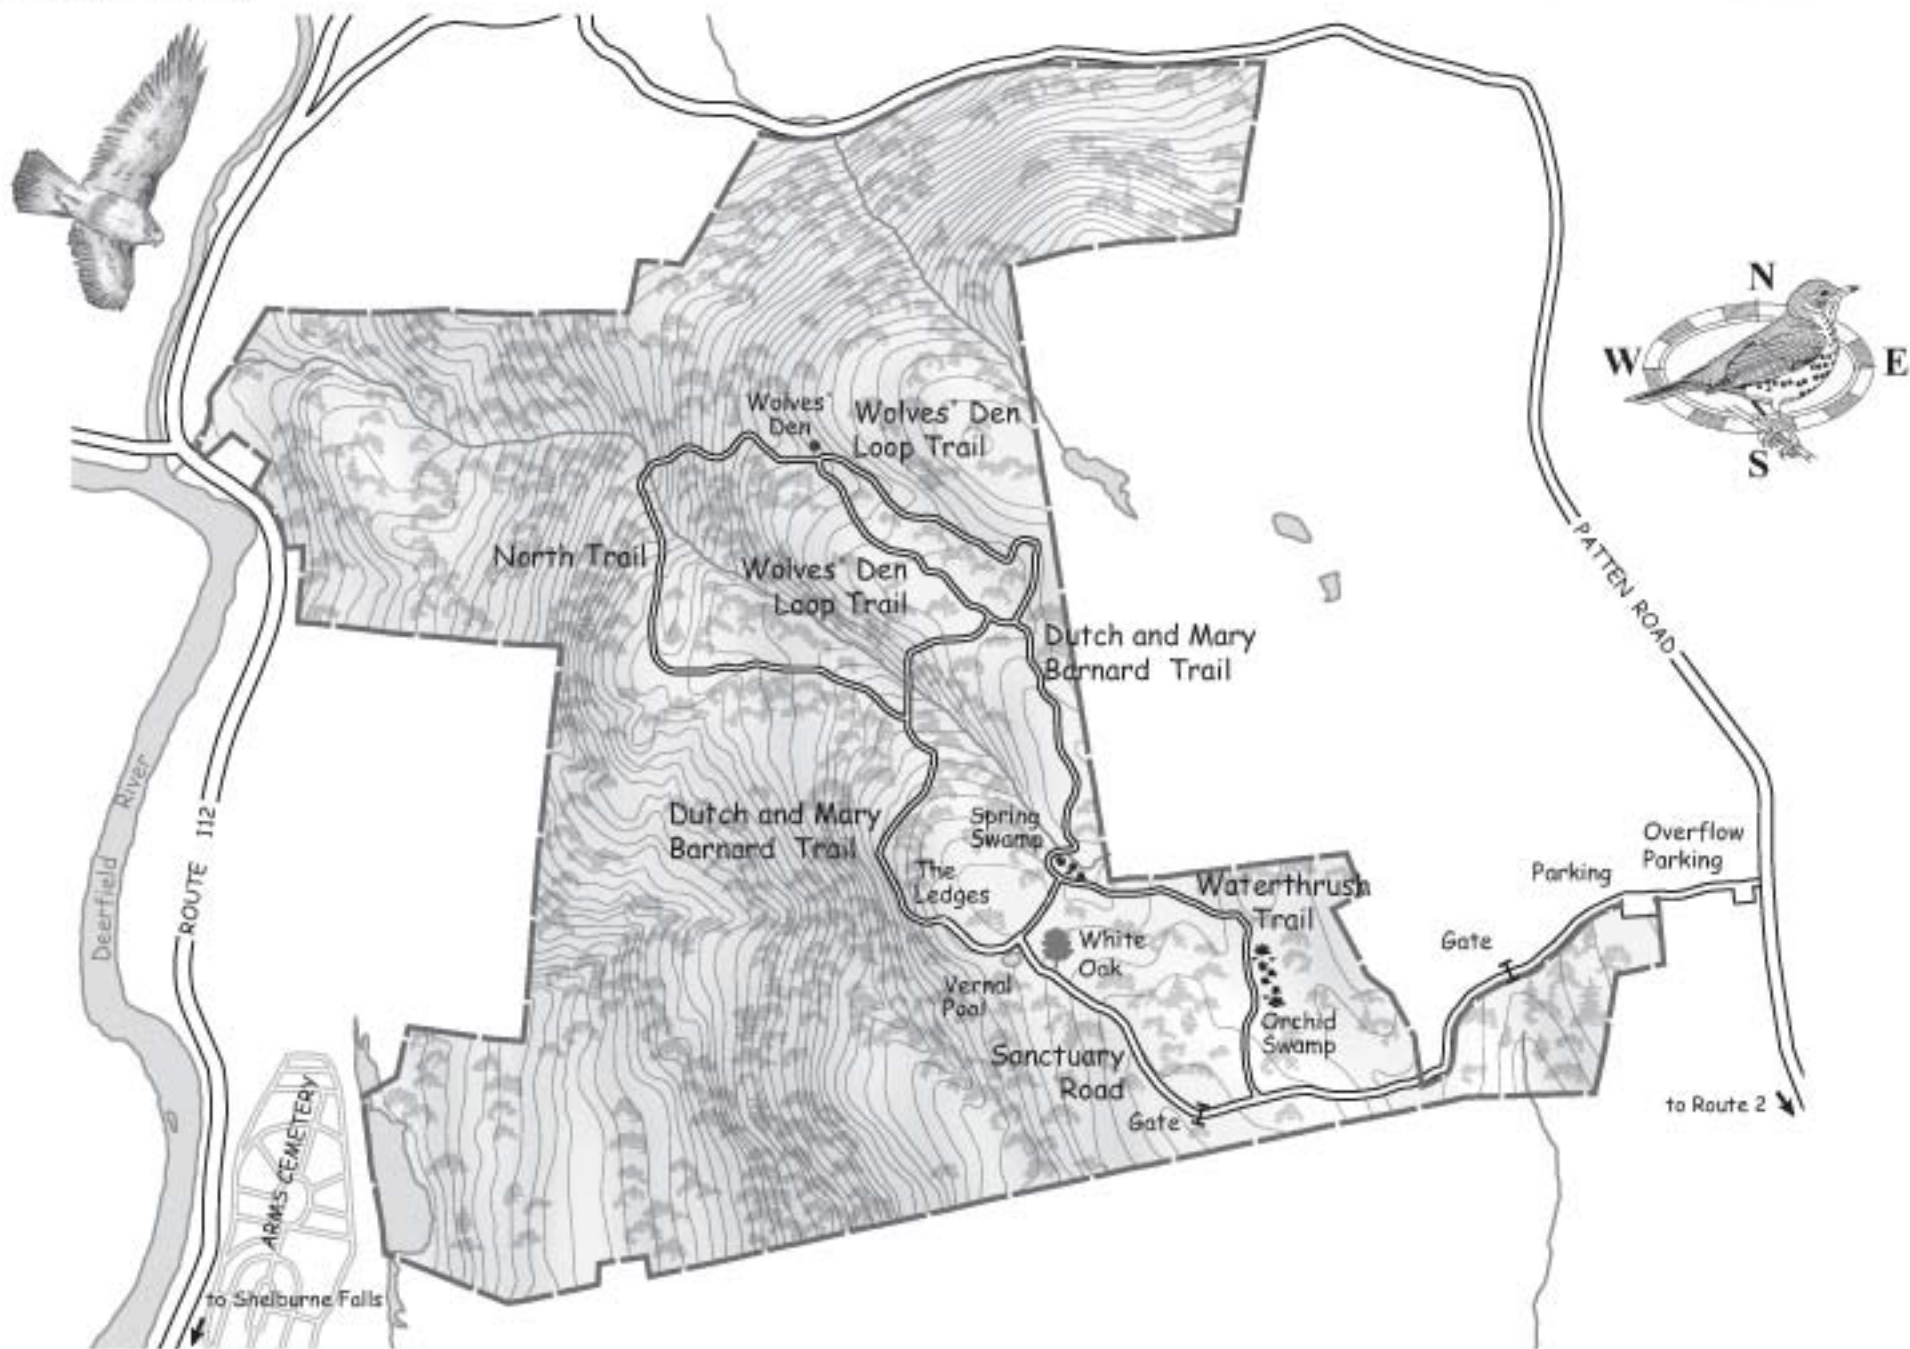 N
W
E
S
Wolves'
Den
Wolves' Den
Loop Trail
North Trail
Wolves' Den
Loop Trail
PATTEN ROAD
Dutch and Mary
Barnard Trail
Deerfield River
ROUTE 112
Dutch and Mary
Barnard Trail
Spring
Swamp
The
Ledges
Waterthrush
Trail
Overflow
Parking
Parking
White
Oak
Gate
Vernal
Pool
Orchid
Swamp
Sanctuary
Road
Gate
to Route 2
ARMS CEMETERY
to Shelburne Falls